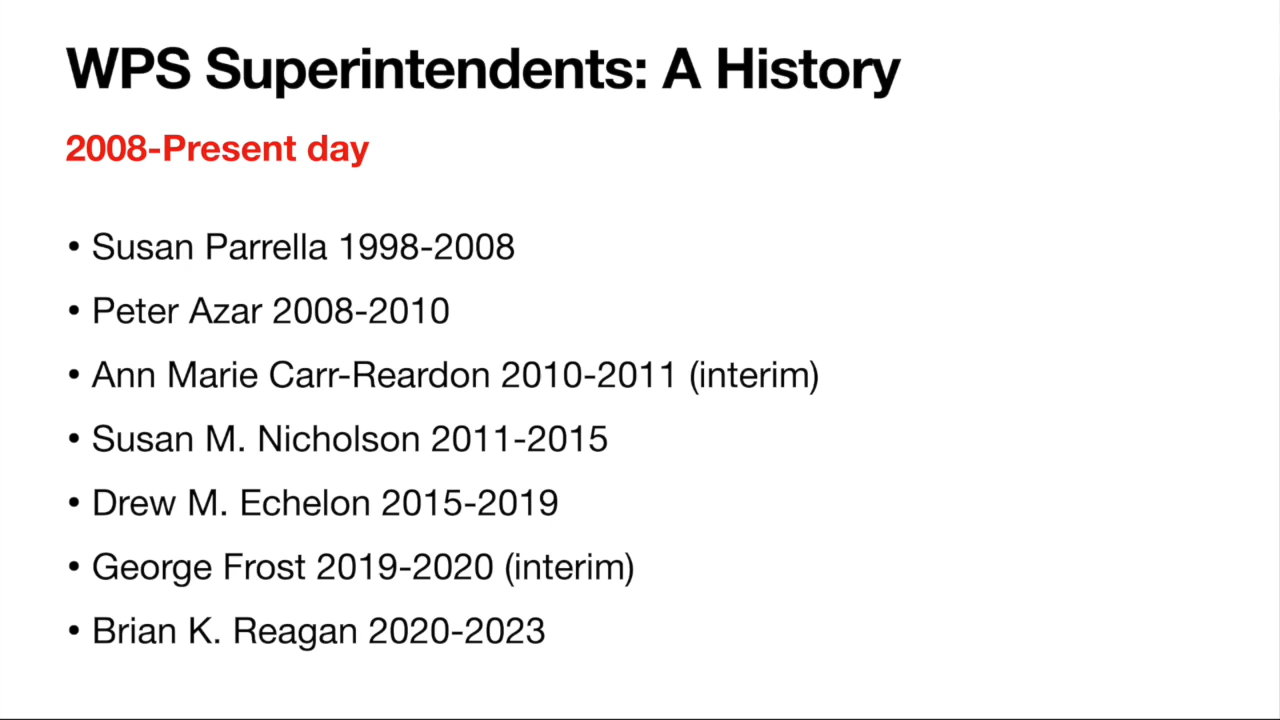 WPS Superintendents: A History
2008-Present day
• Susan Parrella 1998-2008
• Peter Azar 2008-2010
• Ann Marie Carr-Reardon 2010-2011 (interim)
• Susan M. Nicholson 2011-2015
• Drew M. Echelon 2015-2019
• George Frost 2019-2020 (interim)
• Brian K. Reagan 2020-2023